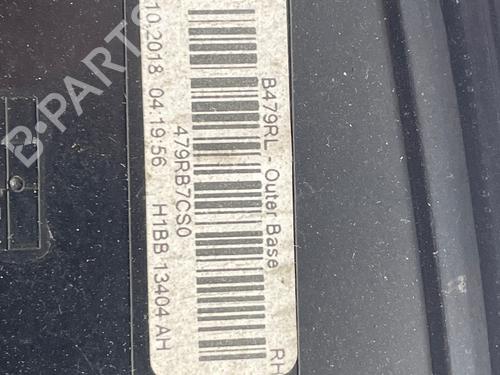 B479RL - Outer Base
RH
479RB7CS0
.10.2018 04:19:56
H1BB 13404 AH
B-PARTS